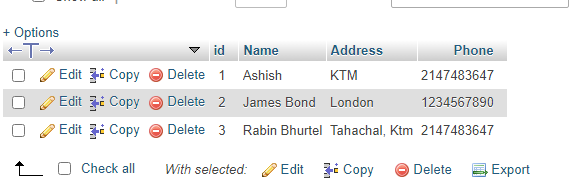 + Options
id Name Address Phone
Edit Copy Delete 1 Ashish KTM 2147483647
Edit Copy Delete 2 James Bond London 1234567890
Edit Copy Delete 3 Rabin Bhurtel Tahachal, Ktm 2147483647
Check all With selected: Edit Copy Delete Export